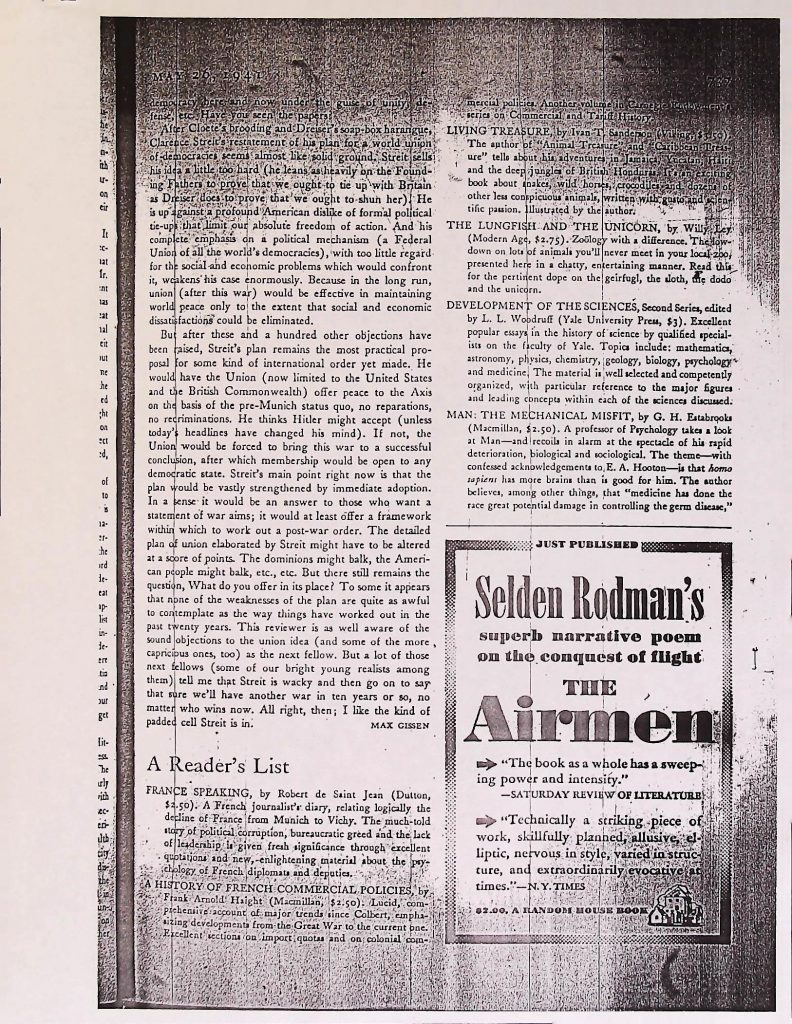 MAY 26, 1941
democracy here and now under the guise of unity, de-
fense, etc. Have you seen the papers?
After Cloete's brooding and Dreiser's soap-box harangue,
Clarence Streit's restatement of his plan for a world union
of democracies seems almost like solid ground. Streit sells
his idea a little too hard (he leans as heavily on the Found-
ing Fathers to prove that we ought to tie up with Britain
as Dreiser does to prove that we ought to shun her). He
is up against a profound American dislike of formal political
tie-ups that limit our absolute freedom of action. And his
complete emphasis on a political mechanism (a Federal
Union of all the world's democracies), with too little regard
for the social and economic problems which would confront
it, weakens his case enormously. Because in the long run,
union (after this war) would be effective in maintaining
world peace only to the extent that social and economic
dissatisfactions could be eliminated.
But after these and a hundred other objections have
been raised, Streit's plan remains the most practical pro-
posal for some kind of international order yet made. He
would have the Union (now limited to the United States
and the British Commonwealth) offer peace to the Axis
on the basis of the pre-Munich status quo, no reparations,
no recriminations. He thinks Hitler might accept (unless
today's headlines have changed his mind). If not, the
Union would be forced to bring this war to a successful
conclusion, after which membership would be open to any
democratic state. Streit's main point right now is that the
plan would be vastly strengthened by immediate adoption.
In a sense it would be an answer to those who want a
statement of war aims; it would at least offer a framework
within which to work out a post-war order. The detailed
plan of union elaborated by Streit might have to be altered
at a score of points. The dominions might balk, the Ameri-
can people might balk, etc., etc. But there still remains the
question, What do you offer in its place? To some it appears
that none of the weaknesses of the plan are quite as awful
to contemplate as the way things have worked out in the
past twenty years. This reviewer is as well aware of the
sound objections to the union idea (and some of the more
capricious ones, too) as the next fellow. But a lot of those
next fellows (some of our bright young realists among
them) tell me that Streit is wacky and then go on to say
that sure we'll have another war in ten years or so, no
matter who wins now. All right, then; I like the kind of
padded cell Streit is in. MAX GISSEN
A Reader's List
FRANCE SPEAKING, by Robert de Saint Jean (Dutton,
$2.50). A French journalist's diary, relating logically the
decline of France from Munich to Vichy. The much-told
story of political corruption, bureaucratic greed and the lack
of leadership is given fresh significance through excellent
quotations and new, enlightening material about the psy-
chology of French diplomats and deputies.
A HISTORY OF FRENCH COMMERCIAL POLICIES, by
Frank Arnold Haight (Macmillan, $2.50). Lucid, com-
prehensive account of major trends since Colbert, empha-
sizing developments from the Great War to the current one.
Excellent sections on import quotas and on colonial com-
mercial policies. Another volume in Carnegie Endowment's
series on Commercial and Tariff History.
LIVING TREASURE, by Ivan T. Sanderson (Viking, $3.50).
The author of "Animal Treasure" and "Caribbean Treas-
ure" tells about his adventures in Jamaica, Yucatan, Haiti
and the deep jungles of British Honduras. It's an exciting
book about snakes, wild horses, crocodiles and dozens of
other less conspicuous animals, written with gusto and scien-
tific passion. Illustrated by the author.
THE LUNGFISH AND THE UNICORN, by Willy Ley
(Modern Age, $2.75). Zoölogy with a difference. The low-
down on lots of animals you'll never meet in your local zoo,
presented here in a chatty, entertaining manner. Read this
for the pertinent dope on the geirfugl, the sloth, the dodo
and the unicorn.
DEVELOPMENT OF THE SCIENCES, Second Series, edited
by L. L. Woodruff (Yale University Press, $3). Excellent
popular essays in the history of science by qualified special-
ists on the faculty of Yale. Topics include: mathematics,
astronomy, physics, chemistry, geology, biology, psychology
and medicine. The material is well selected and competently
organized, with particular reference to the major figures
and leading concepts within each of the sciences discussed.
MAN: THE MECHANICAL MISFIT, by G. H. Estabrooks
(Macmillan, $2.50). A professor of Psychology takes a look
at Man—and recoils in alarm at the spectacle of his rapid
deterioration, biological and sociological. The theme—with
confessed acknowledgements to E. A. Hooton—is that homo
sapiens has more brains than is good for him. The author
believes, among other things, that "medicine has done the
race great potential damage in controlling the germ disease,"
JUST PUBLISHED
Selden Rodman's
superb narrative poem
on the conquest of flight
THE
Airmen
"The book as a whole has a sweep-
ing power and intensity."
—SATURDAY REVIEW OF LITERATURE
"Technically a striking piece of
work, skillfully planned, allusive, el-
liptic, nervous in style, varied in struc-
ture, and extraordinarily evocative at
times."—N. Y. TIMES
$2.00, A RANDOM HOUSE BOOK